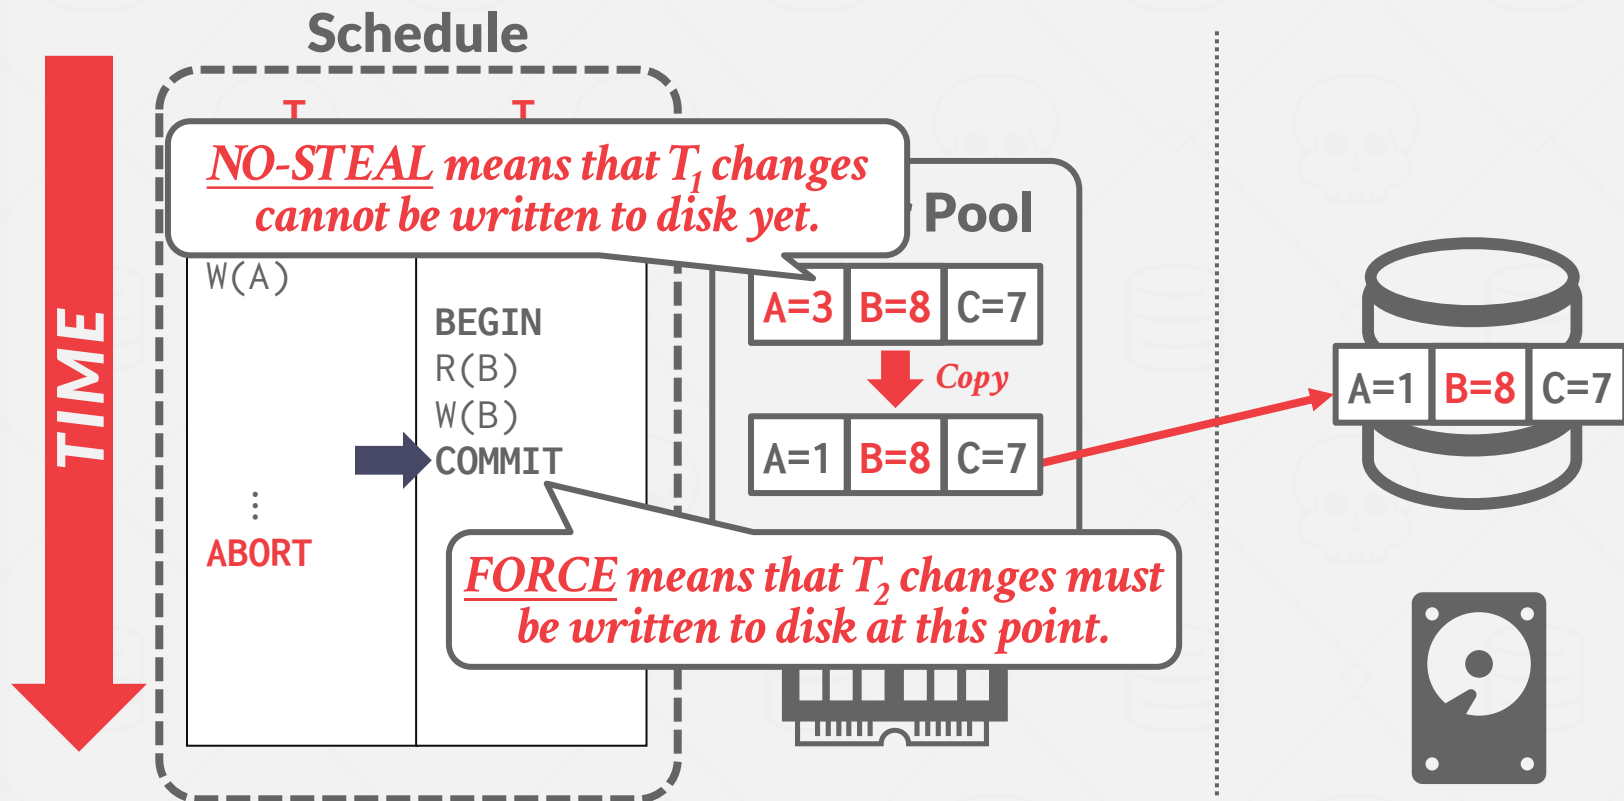 Schedule
T T
NO-STEAL means that T1 changes
cannot be written to disk yet.
Pool
W(A)
A=3 B=8 C=7
BEGIN
R(B)
Copy
W(B)
COMMIT
A=1 B=8 C=7
A=1 B=8 C=7
⋮
ABORT
FORCE means that T2 changes must
be written to disk at this point.
TIME